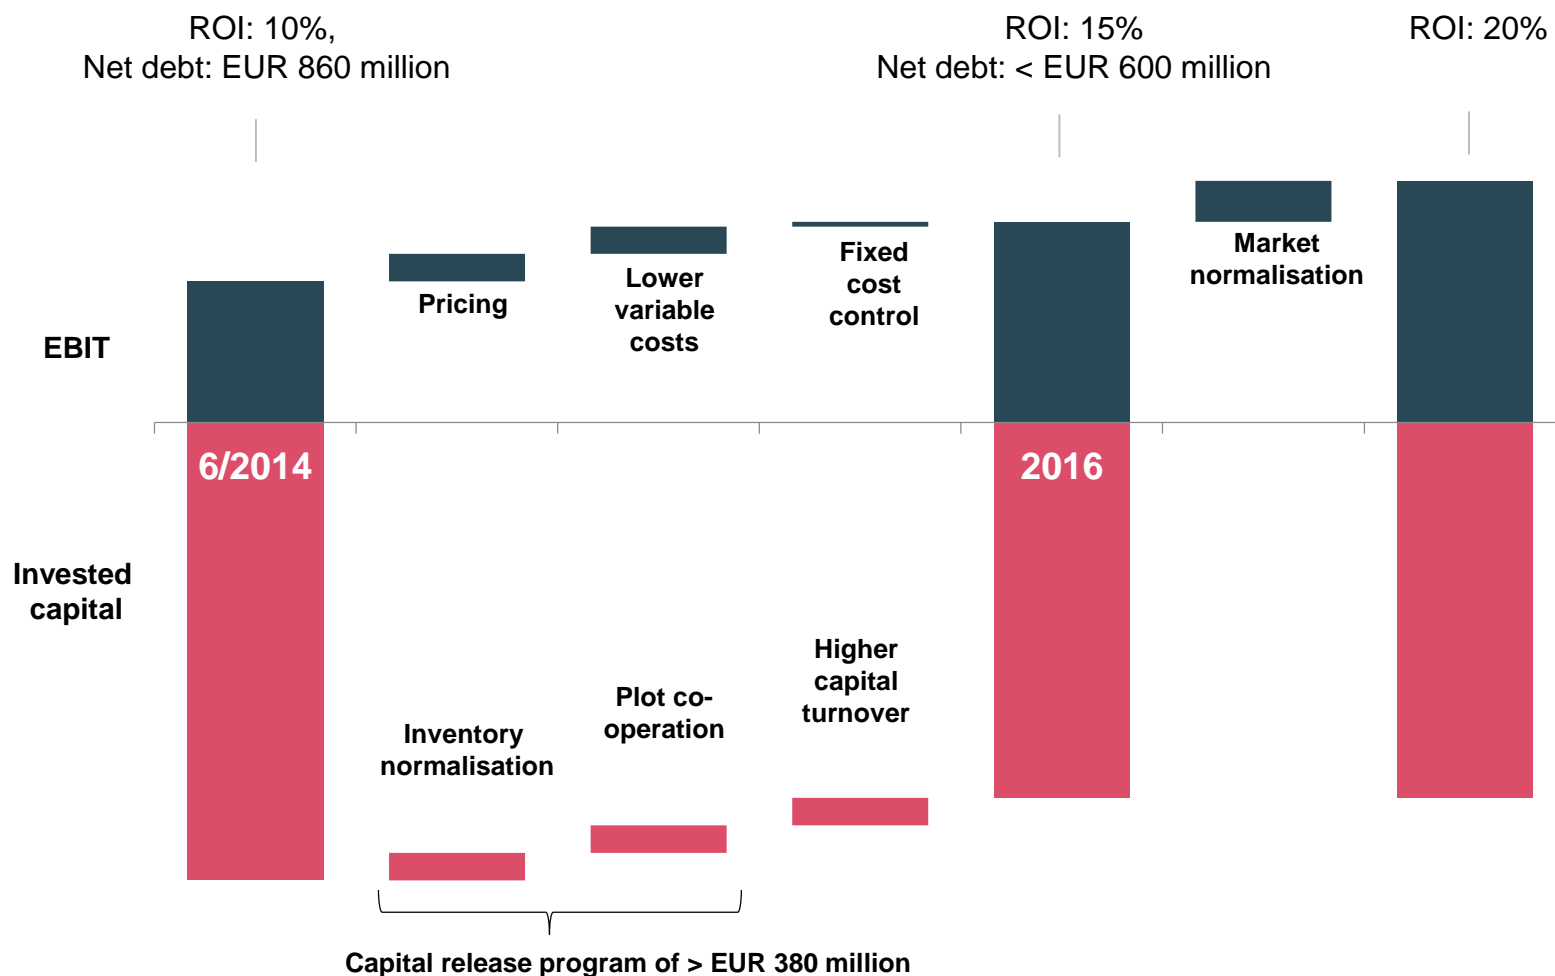 ROI: 10%,
Net debt: EUR 860 million
ROI: 15%
Net debt: < EUR 600 million
ROI: 20%
EBIT
Pricing
Lower
variable
costs
Fixed
cost
control
Market
normalisation
6/2014
2016
Invested
capital
Inventory
normalisation
Plot co-
operation
Higher
capital
turnover
Capital release program of > EUR 380 million